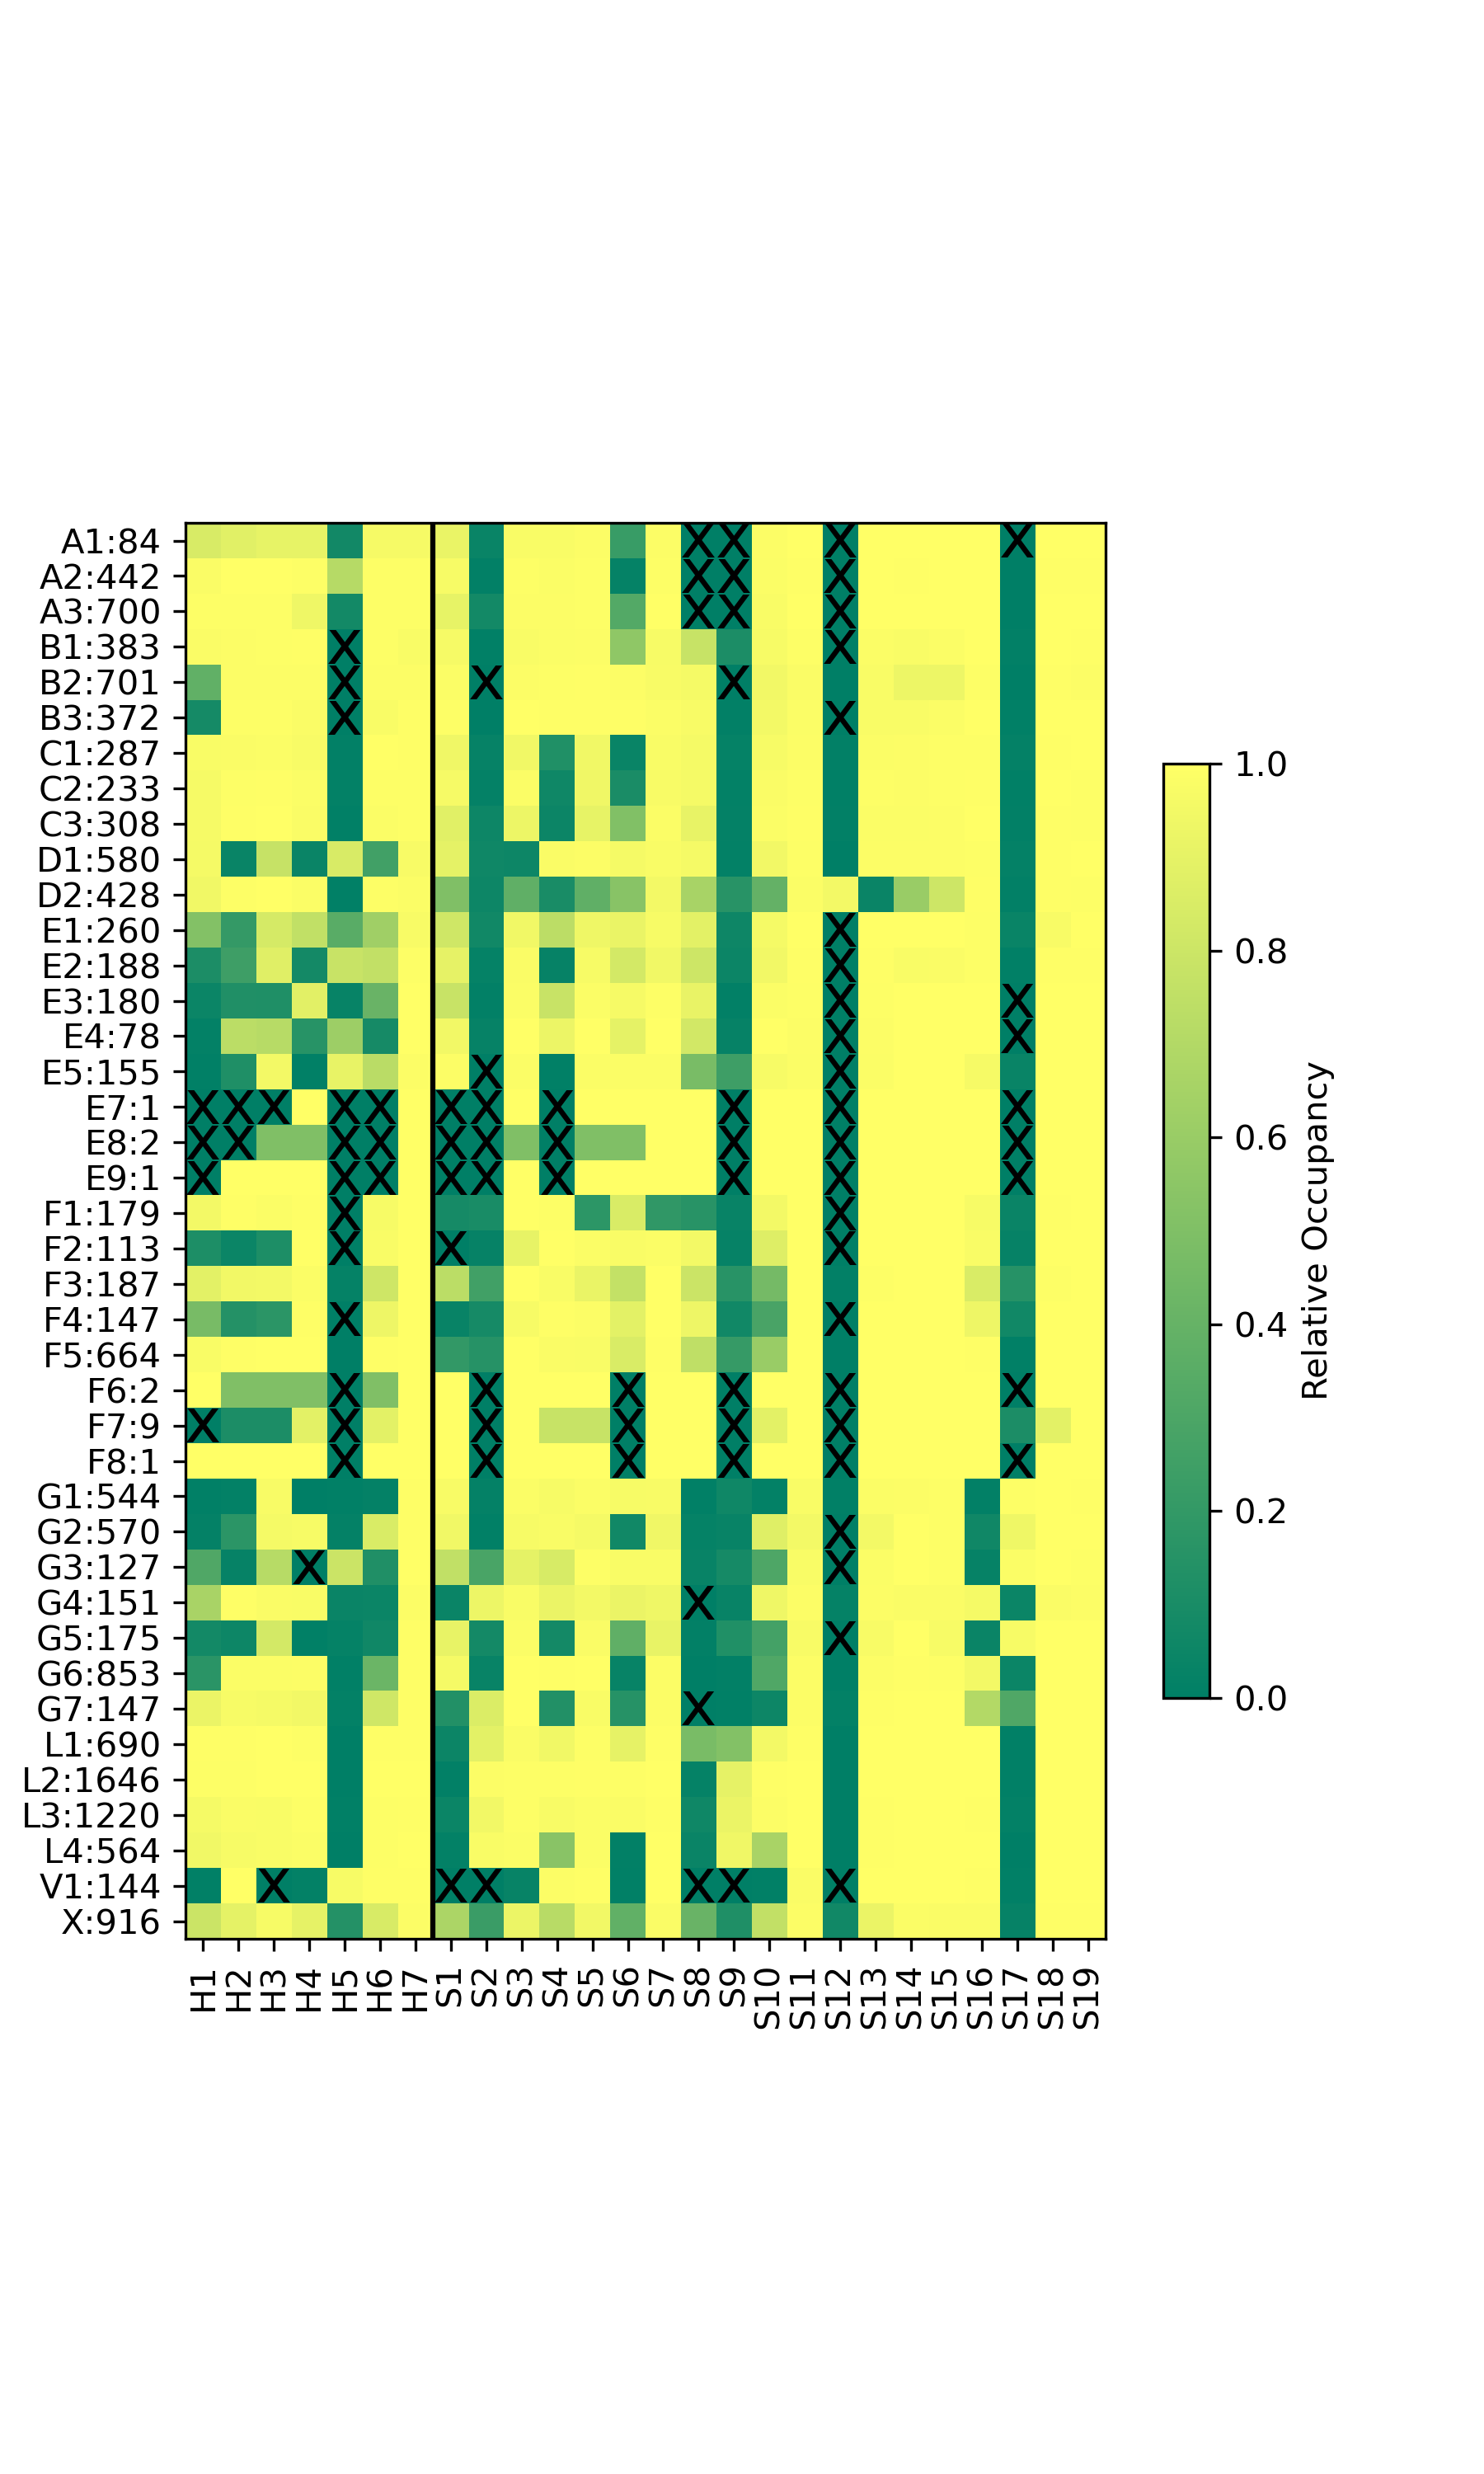 A1:84 X X X X
A2:442 X X X
A3:700 X X X
B1:383 X X
B2:701 X X X
B3:372 X X
C1:287
C2:233
C3:308
D1:580
D2:428
E1:260 X
E2:188 X
E3:180 X X
E4:78 X X
E5:155 X X
E7:1 X X X X X X X X X X X
E8:2 X X X X X X X X X X
E9:1 X X X X X X X X X
F1:179 X X
F2:113 X X X
F3:187
F4:147 X X
F5:664
F6:2 X X X X X X
F7:9 X X X X X X
F8:1 X X X X X X
G1:544
G2:570 X
G3:127 X X
G4:151 X
G5:175 X
G6:853
G7:147 X
L1:690
L2:1646
L3:1220
L4:564
V1:144 X X X X X X
X:916
H1 H2 H3 H4 H5 H6 H7 S1 S2 S3 S4 S5 S6 S7 S8 S9 S10 S11 S12 S13 S14 S15 S16 S17 S18 S19
1.0
0.8
0.6
0.4
0.2
0.0
Relative Occupancy